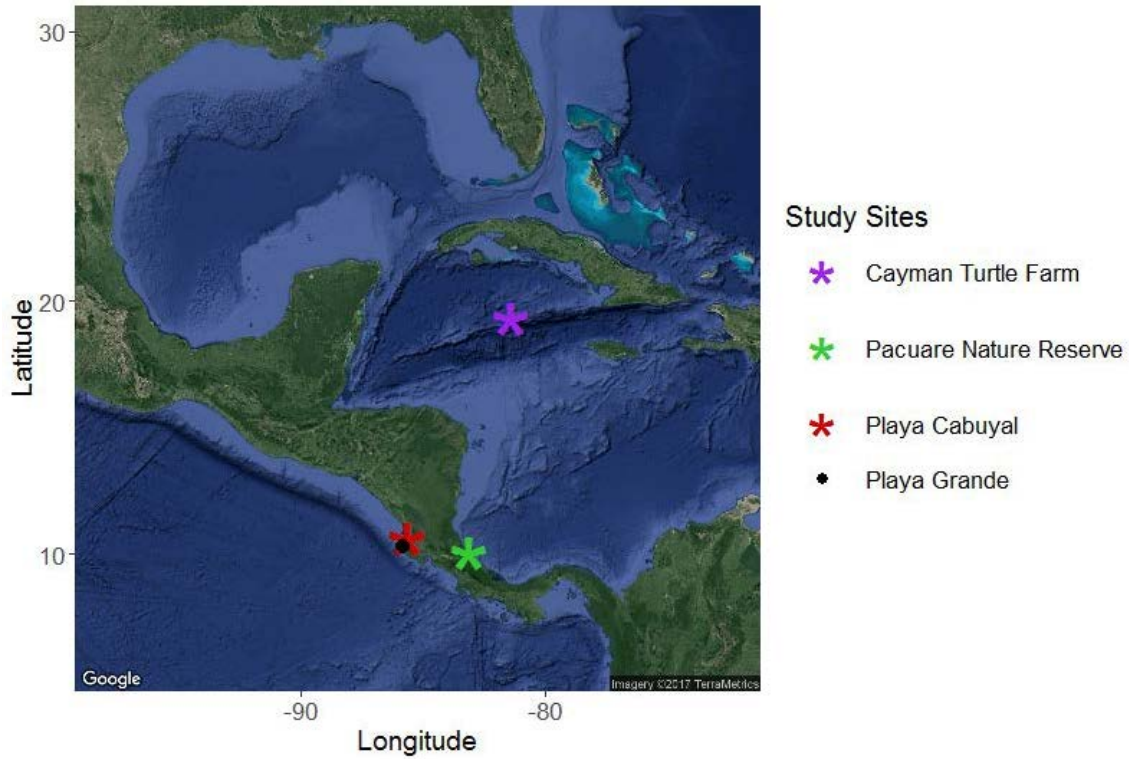 30
20
10
Latitude
-90
-80
Longitude
Google
Imagery ©2017 TerraMetrics
Study Sites
Cayman Turtle Farm
Pacuare Nature Reserve
Playa Cabuyal
Playa Grande